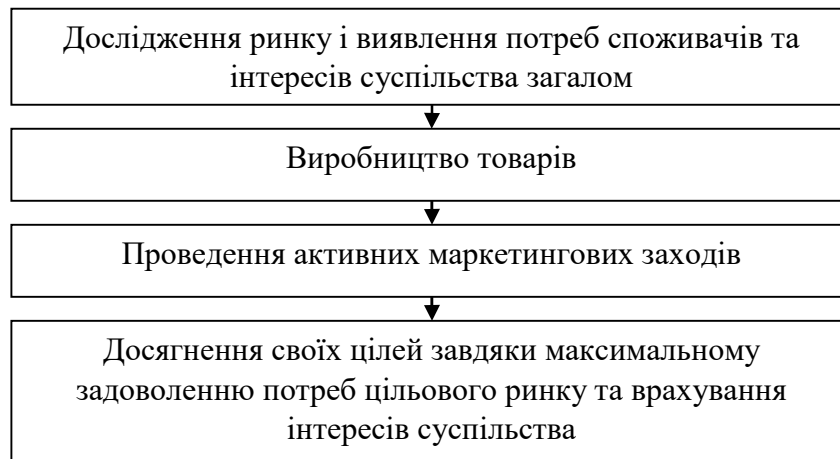 Дослідження ринку і виявлення потреб споживачів та
інтересів суспільства загалом
Виробництво товарів
Проведення активних маркетингових заходів
Досягнення своїх цілей завдяки максимальному
задоволенню потреб цільового ринку та врахування
інтересів суспільства